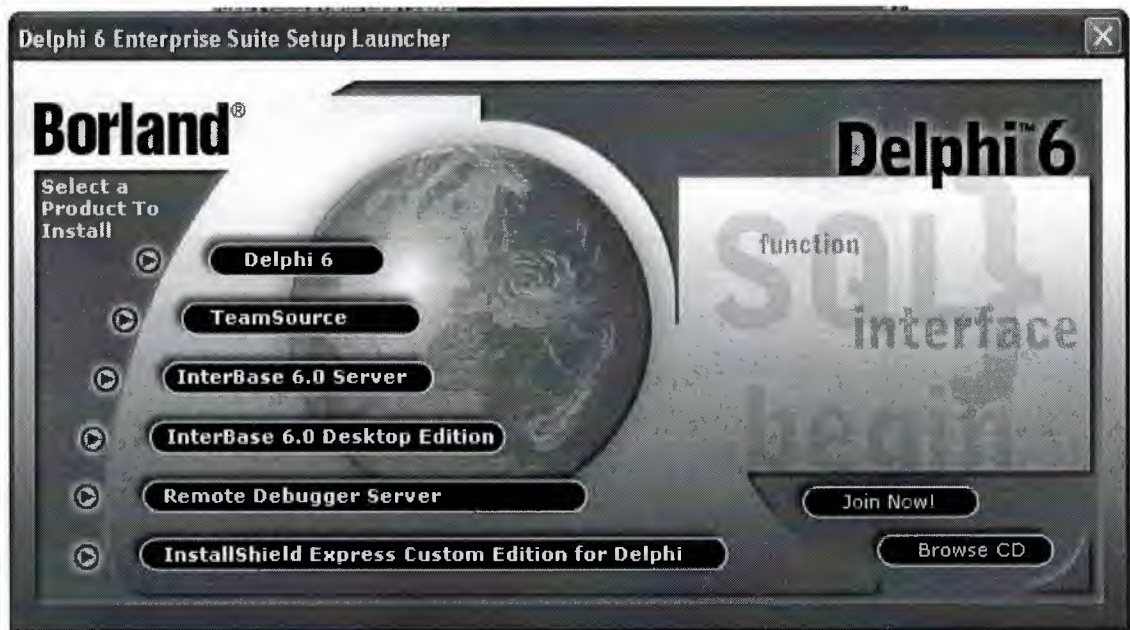 Delphi 6 Enterprise Suite Setup Launcher
Borland®
Delphi™ 6
Select a
Product To
Install
Delphi 6
TeamSource
InterBase 6.0 Server
InterBase 6.0 Desktop Edition
Remote Debugger Server
InstallShield Express Custom Edition for Delphi
SQL
function
interface
begin
Join Now!
Browse CD